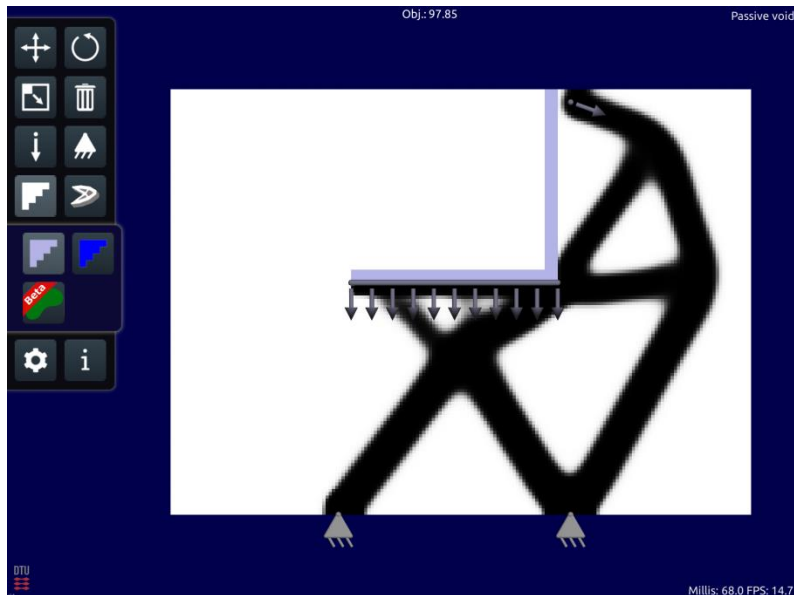 Obj.: 97.85
Passive void
Beta
i
DTU
Millis: 68.0 FPS: 14.7